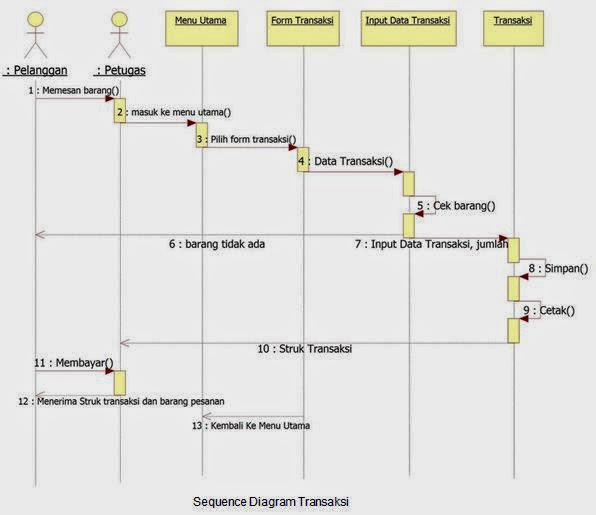 Menu Utama
Form Transaksi
Input Data Transaksi
Transaksi
: Pelanggan
: Petugas
1 : Memesan barang()
2 : masuk ke menu utama()
3 : Pilih form transaksi()
4 : Data Transaksi()
5 : Cek barang()
6 : barang tidak ada
7 : Input Data Transaksi, jumlah
8 : Simpan()
9 : Cetak()
10 : Struk Transaksi
11 : Membayar()
12 : Menerima Struk transaksi dan barang pesanan
13 : Kembali Ke Menu Utama
Sequence Diagram Transaksi